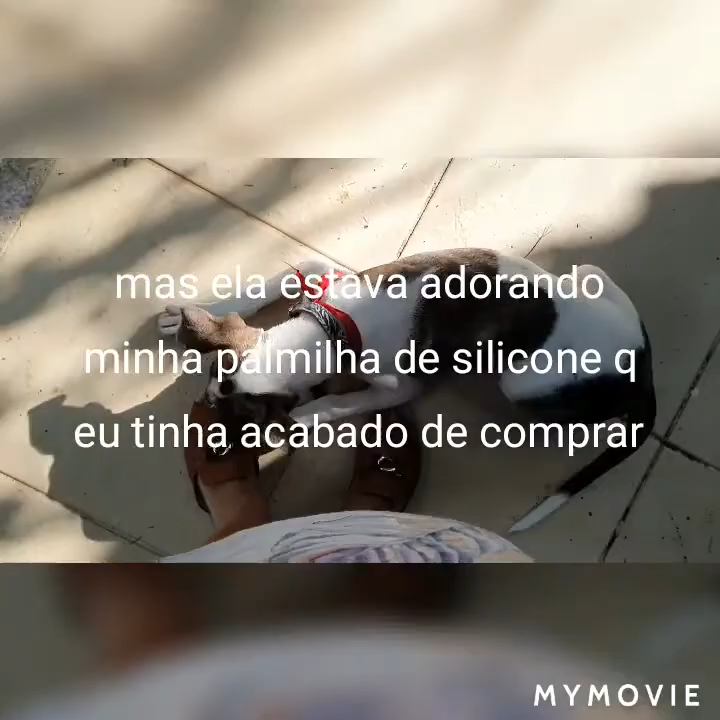 mas ela estava adorando
minha palmilha de silicone q
eu tinha acabado de comprar
MYMOVIE